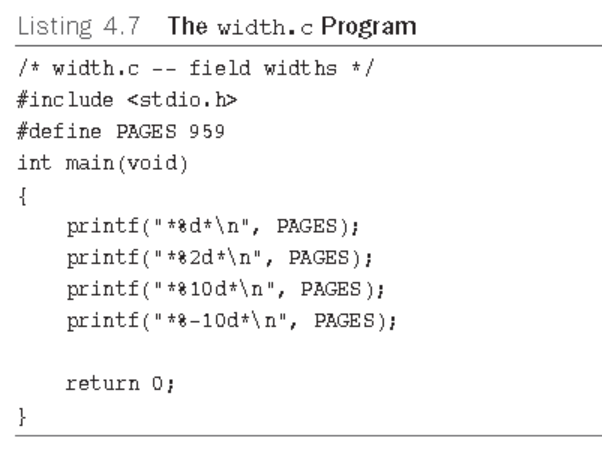 Listing 4.7 The width.c Program
/* width.c -- field widths */
#include <stdio.h>
#define PAGES 959
int main(void)
{
    printf("*%d*\n", PAGES);
    printf("*%2d*\n", PAGES);
    printf("*%10d*\n", PAGES);
    printf("*%-10d*\n", PAGES);
    return 0;
}